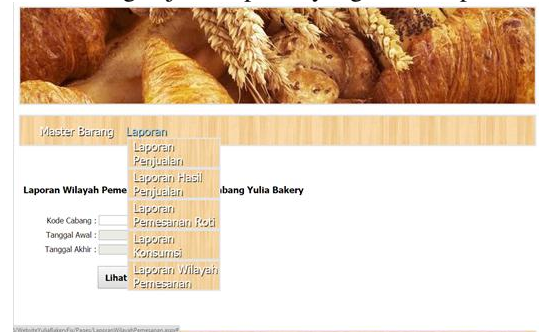 Master Barang Laporan
Laporan
Penjualan
Laporan Hasil
Penjualan
Laporan
Pemesanan Roti
Laporan
Konsumsi
Laporan Wilayah
Pemesanan
Laporan Wilayah Peme bang Yulia Bakery
Kode Cabang :
Tanggal Awal :
Tanggal Akhir :
Lihat